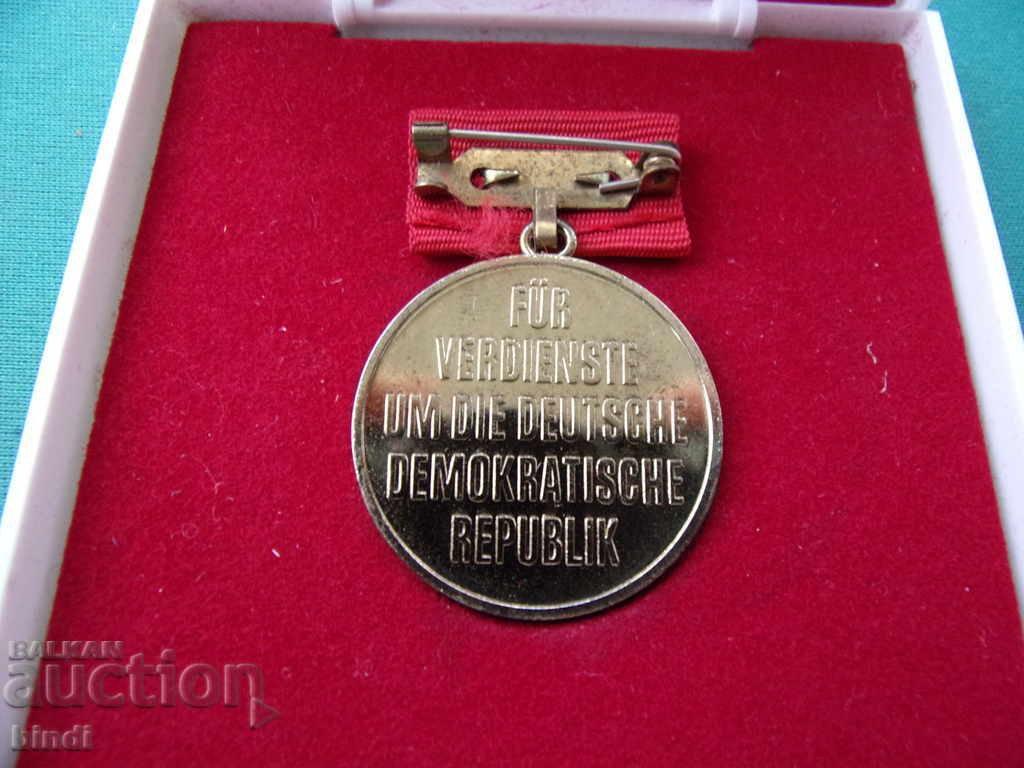 FÜR
VERDIENSTE
UM DIE DEUTSCHE
DEMOKRATISCHE
REPUBLIK
BALKAN
auction
bindi